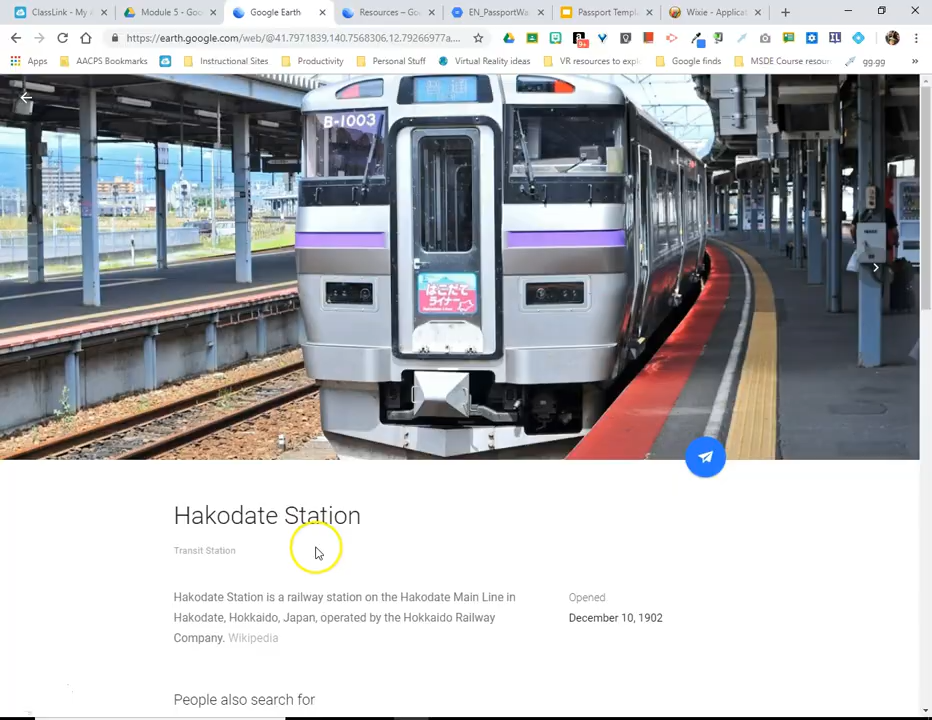 ClassLink - My A
Module 5 - Goo
Google Earth
Resources – Go
EN_PassportWa
Passport Templ
Wixie - Applicat
https://earth.google.com/web/@41.7971839,140.7568306,12.79266977a,...
Apps
AACPS Bookmarks
Instructional Sites
Productivity
Personal Stuff
Virtual Reality ideas
VR resources to expl
Google finds
MSDE Course resour
gg.gg
B-1003
はこだて
ライナー
Hakodate Station
Transit Station
Hakodate Station is a railway station on the Hakodate Main Line in
Hakodate, Hokkaido, Japan, operated by the Hokkaido Railway
Company. Wikipedia
Opened
December 10, 1902
People also search for